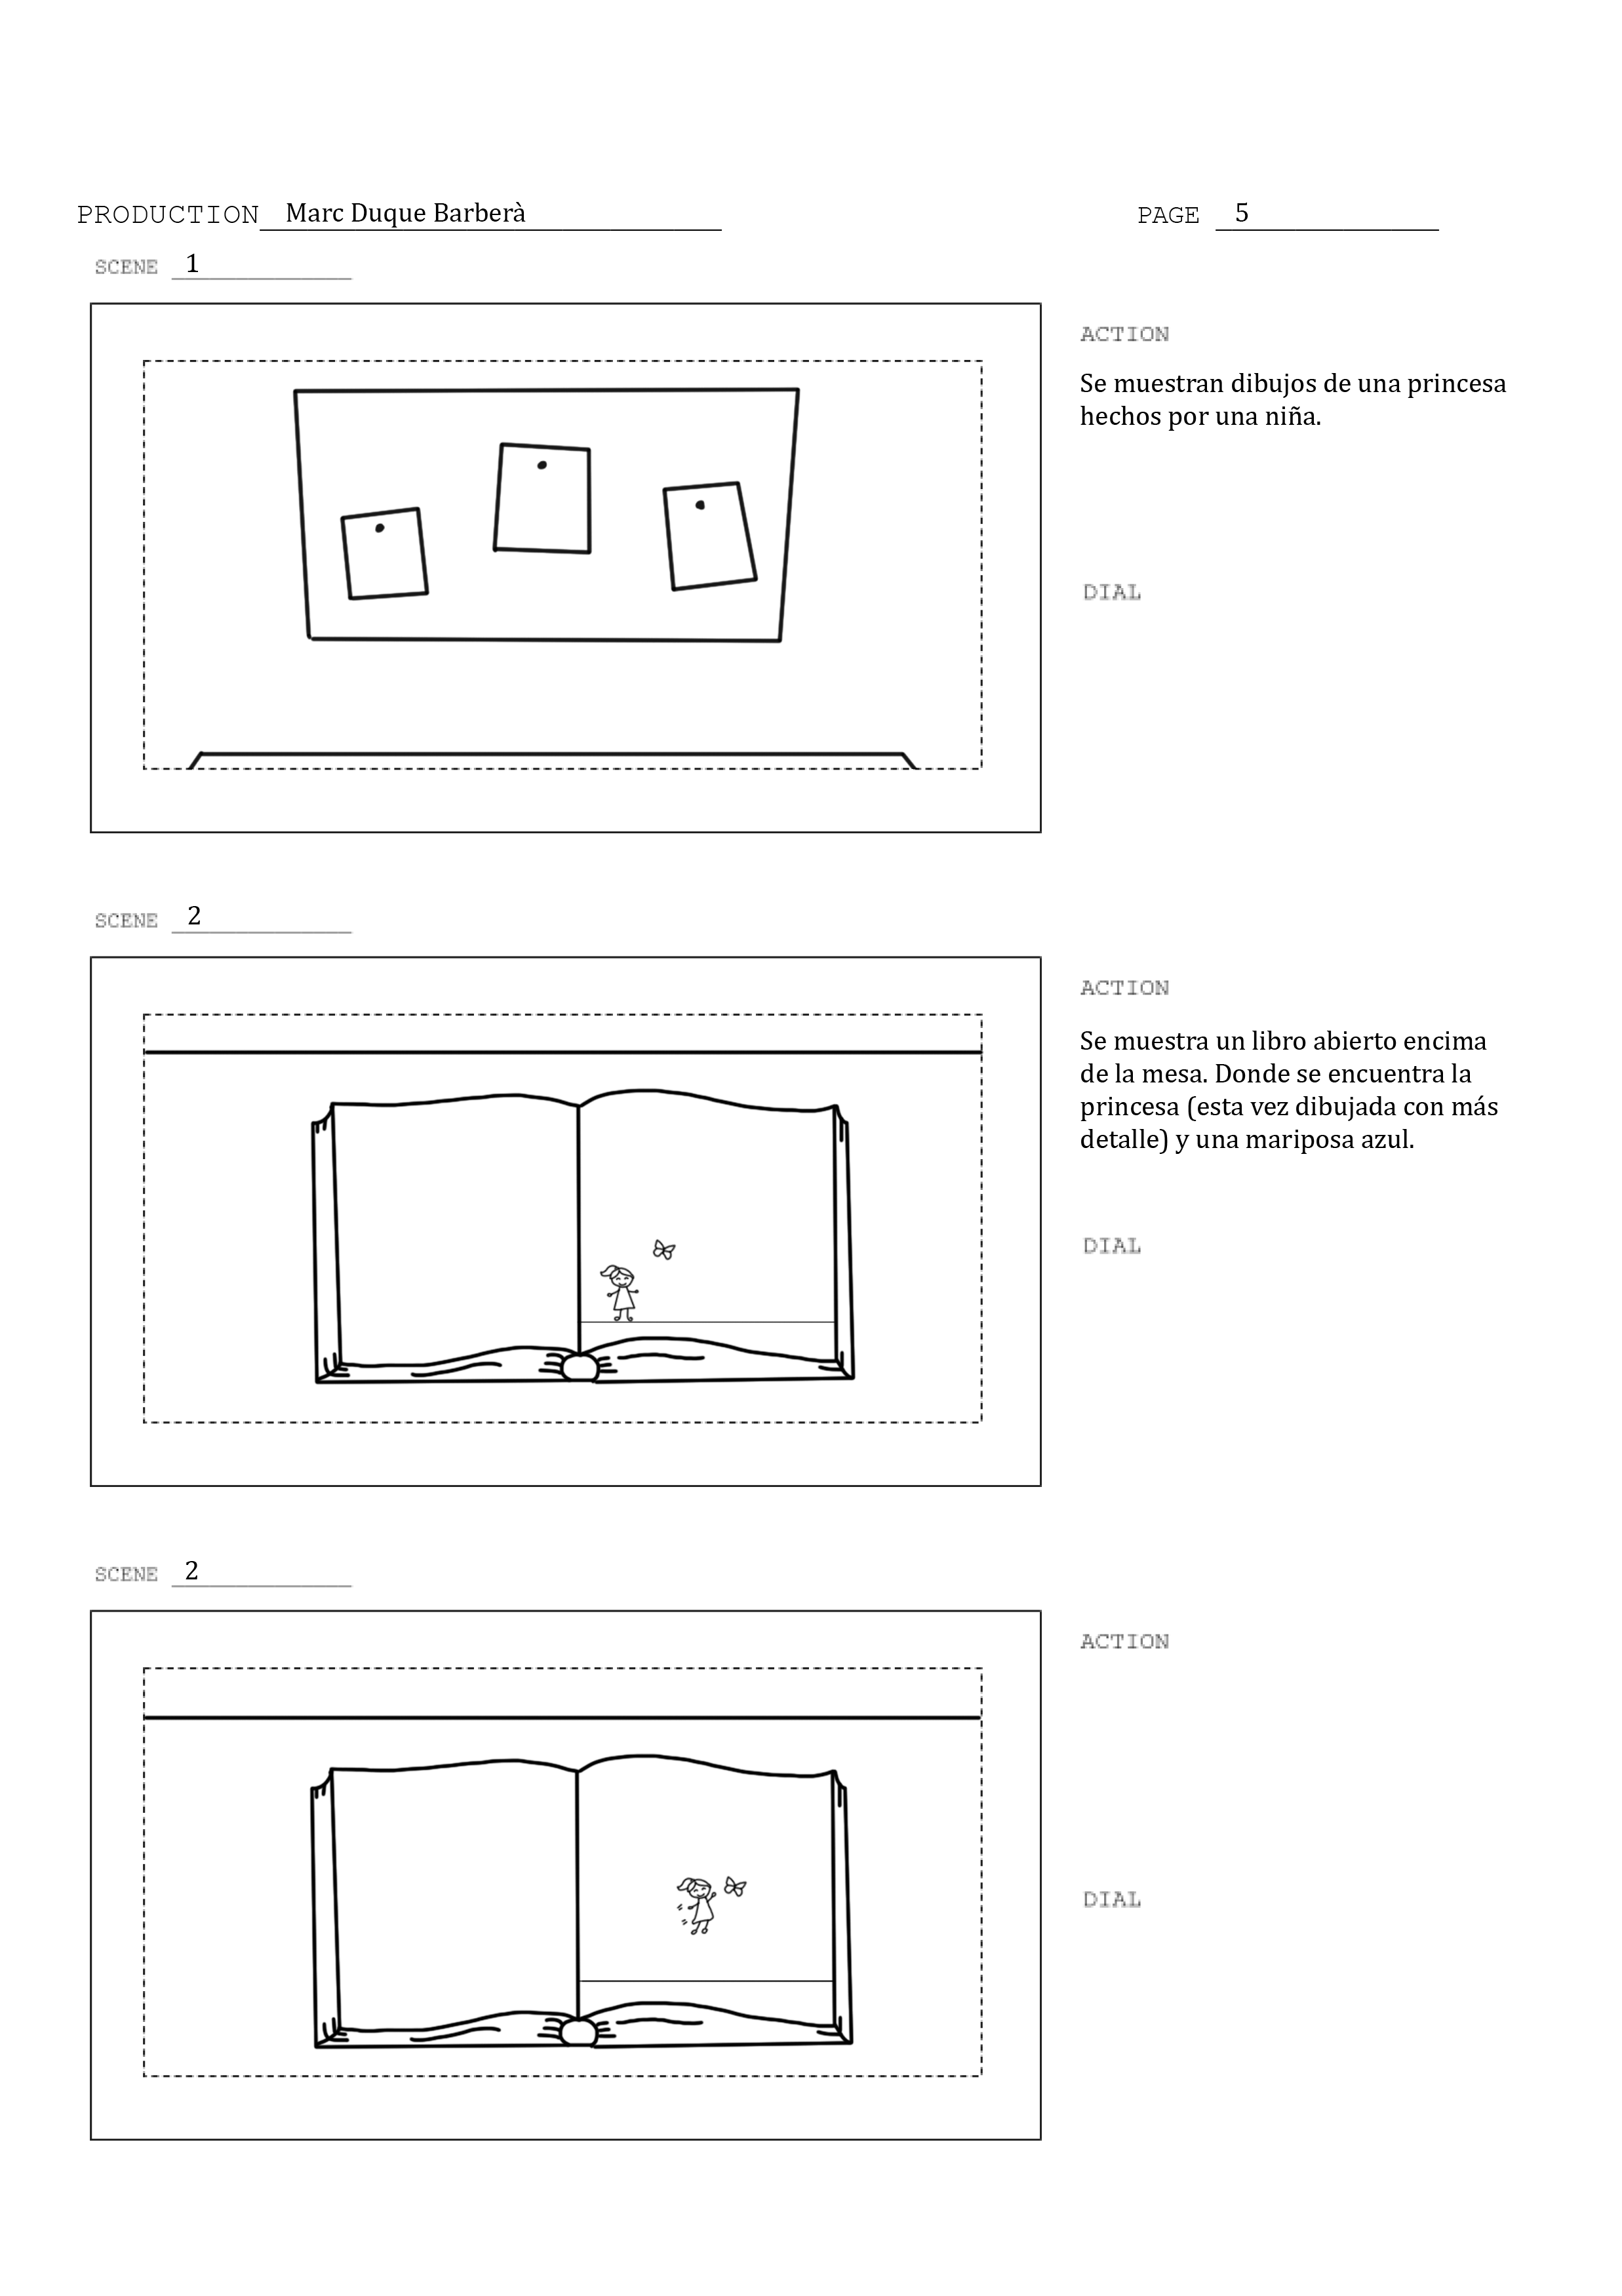 PRODUCTION Marc Duque Barberà PAGE 5
SCENE 1
ACTION
Se muestran dibujos de una princesa
hechos por una niña.
DIAL
SCENE 2
ACTION
Se muestra un libro abierto encima
de la mesa. Donde se encuentra la
princesa (esta vez dibujada con más
detalle) y una mariposa azul.
DIAL
SCENE 2
ACTION
DIAL